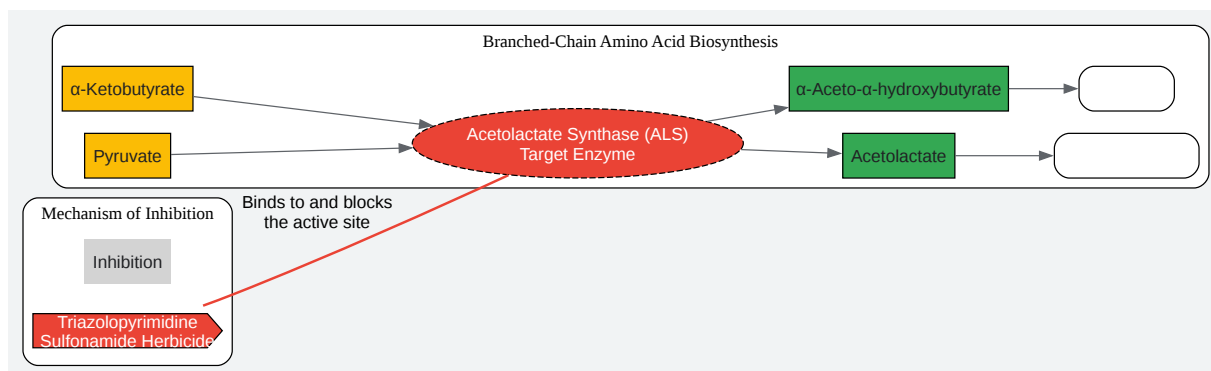 Branched-Chain Amino Acid Biosynthesis
α-Ketobutyrate
α-Aceto-α-hydroxybutyrate
Acetolactate Synthase (ALS)
Target Enzyme
Pyruvate
Acetolactate
Mechanism of Inhibition
Binds to and blocks
the active site
Inhibition
Triazolopyrimidine
Sulfonamide Herbicide